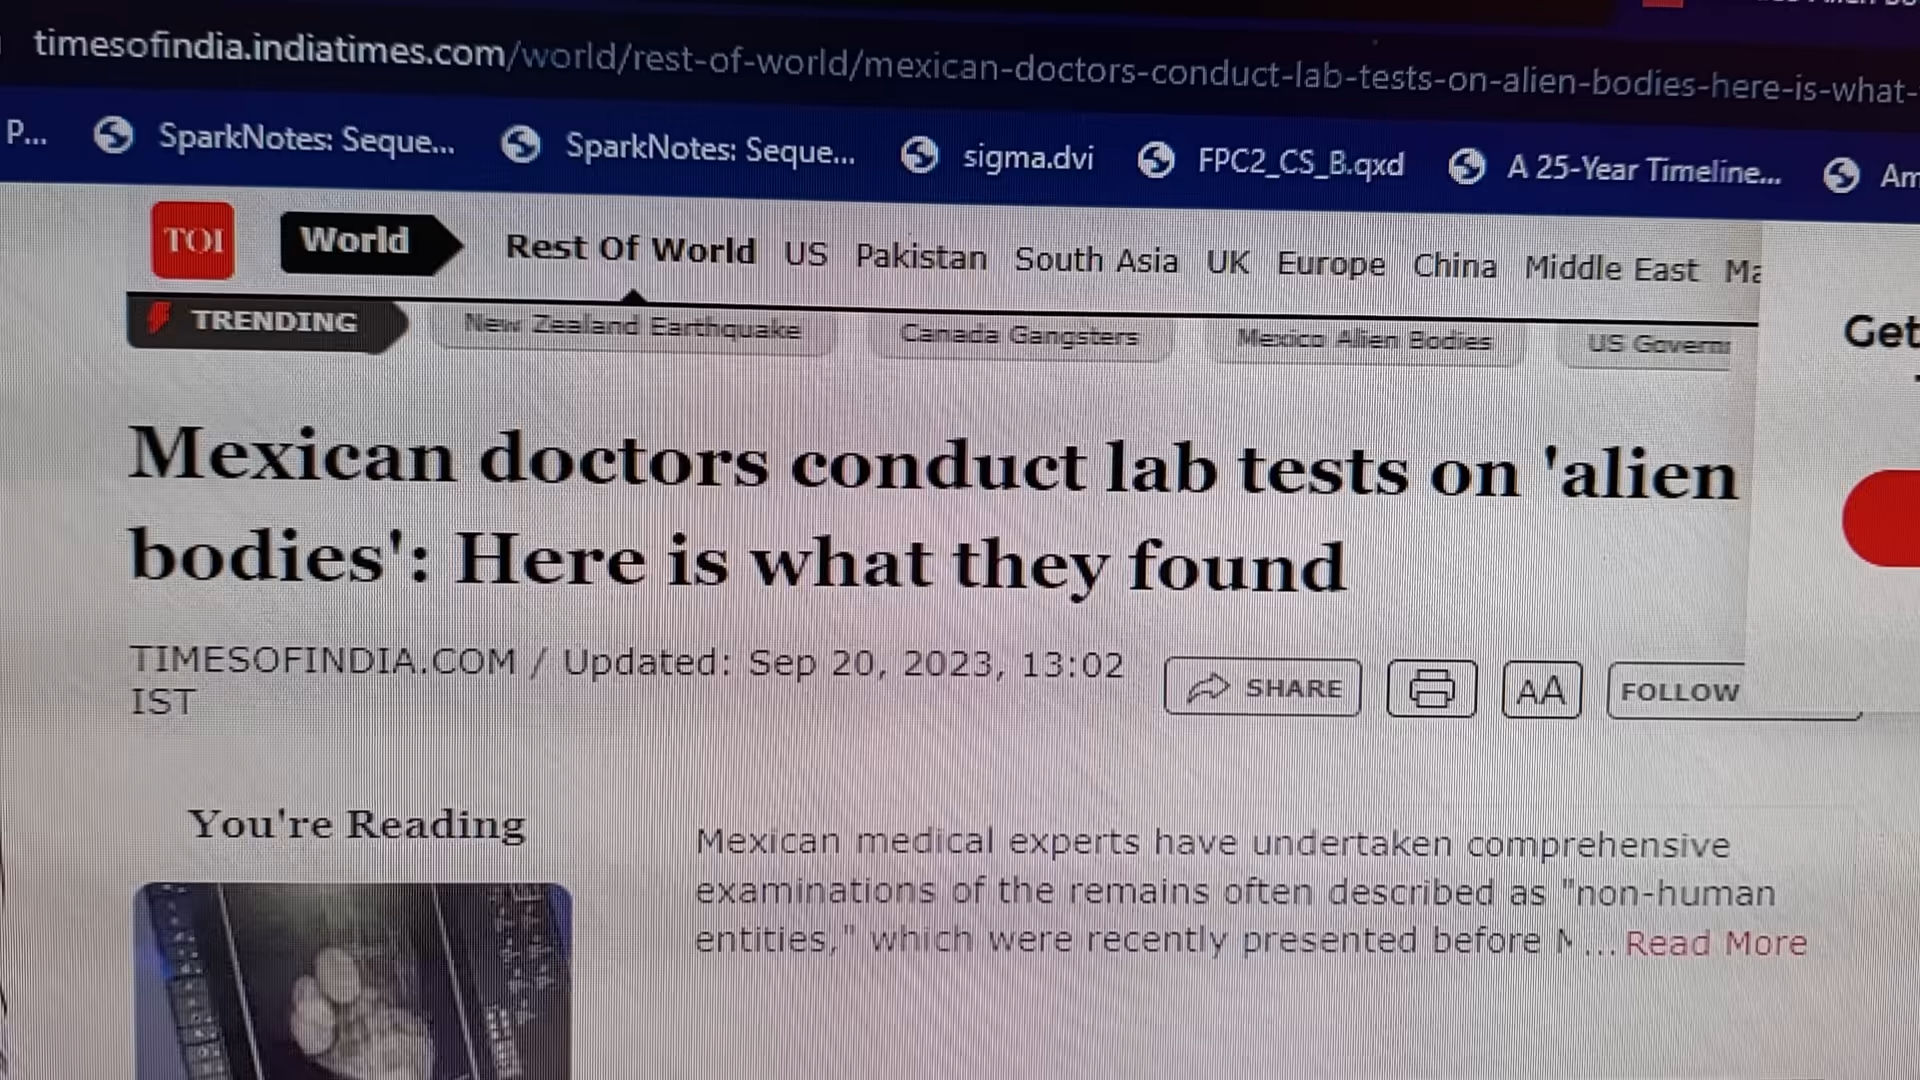 timesofindia.indiatimes.com/world/rest-of-world/mexican-doctors-conduct-lab-tests-on-alien-bodies-here-is-what-
P... SparkNotes: Seque... SparkNotes: Seque... sigma.dvi FPC2_CS_B.qxd A 25-Year Timeline... Am
TOI World Rest Of World US Pakistan South Asia UK Europe China Middle East Ma
TRENDING New Zealand Earthquake Canada Gangsters Mexico Alien Bodies US Govern
Get
Mexican doctors conduct lab tests on 'alien
bodies': Here is what they found
TIMESOFINDIA.COM / Updated: Sep 20, 2023, 13:02
IST
SHARE AA FOLLOW
You're Reading
Mexican medical experts have undertaken comprehensive
examinations of the remains often described as "non-human
entities," which were recently presented before ... Read More